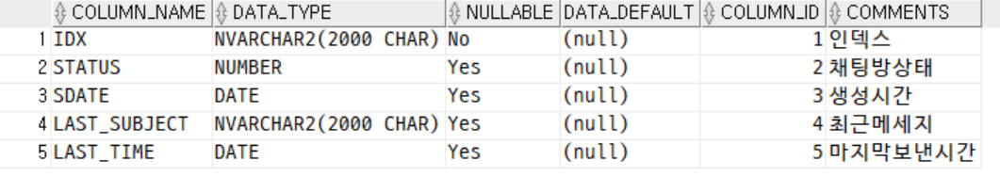 COLUMN_NAME DATA_TYPE NULLABLE DATA_DEFAULT COLUMN_ID COMMENTS
1 IDX NVARCHAR2(2000 CHAR) No (null) 1 인덱스
2 STATUS NUMBER Yes (null) 2 채팅방상태
3 SDATE DATE Yes (null) 3 생성시간
4 LAST_SUBJECT NVARCHAR2(2000 CHAR) Yes (null) 4 최근메세지
5 LAST_TIME DATE Yes (null) 5 마지막보낸시간